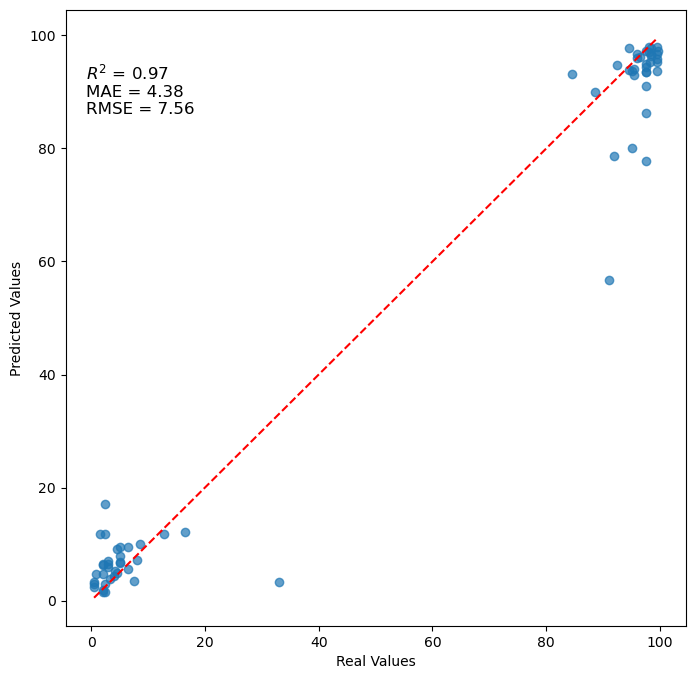 R² = 0.97
MAE = 4.38
RMSE = 7.56
100
80
60
40
20
0
Predicted Values
0 20 40 60 80 100
Real Values